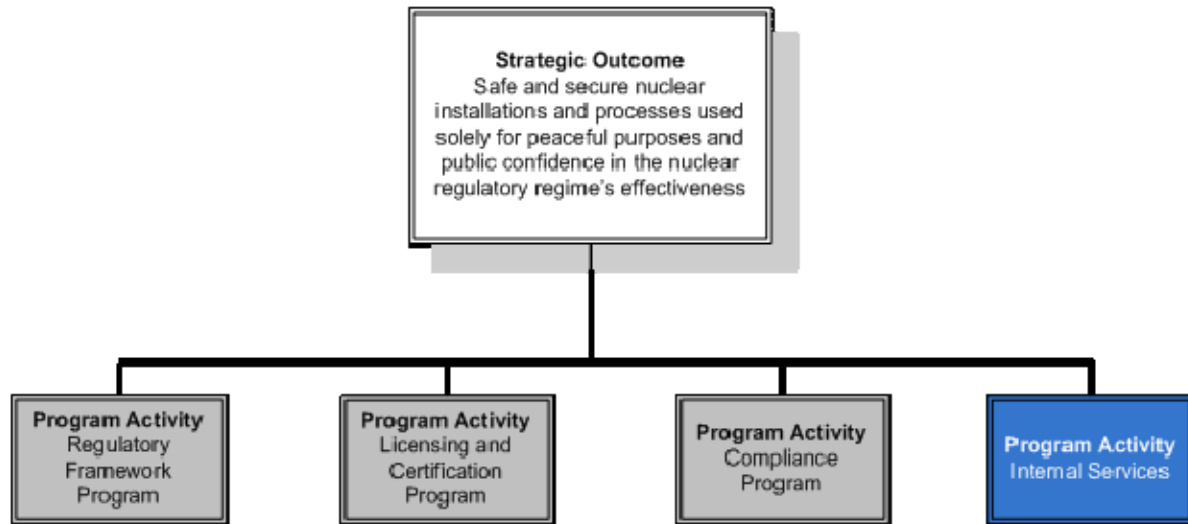 Strategic Outcome
Safe and secure nuclear
installations and processes used
solely for peaceful purposes and
public confidence in the nuclear
regulatory regime's effectiveness
Program Activity
Regulatory
Framework
Program
Program Activity
Licensing and
Certification
Program
Program Activity
Compliance
Program
Program Activity
Internal Services